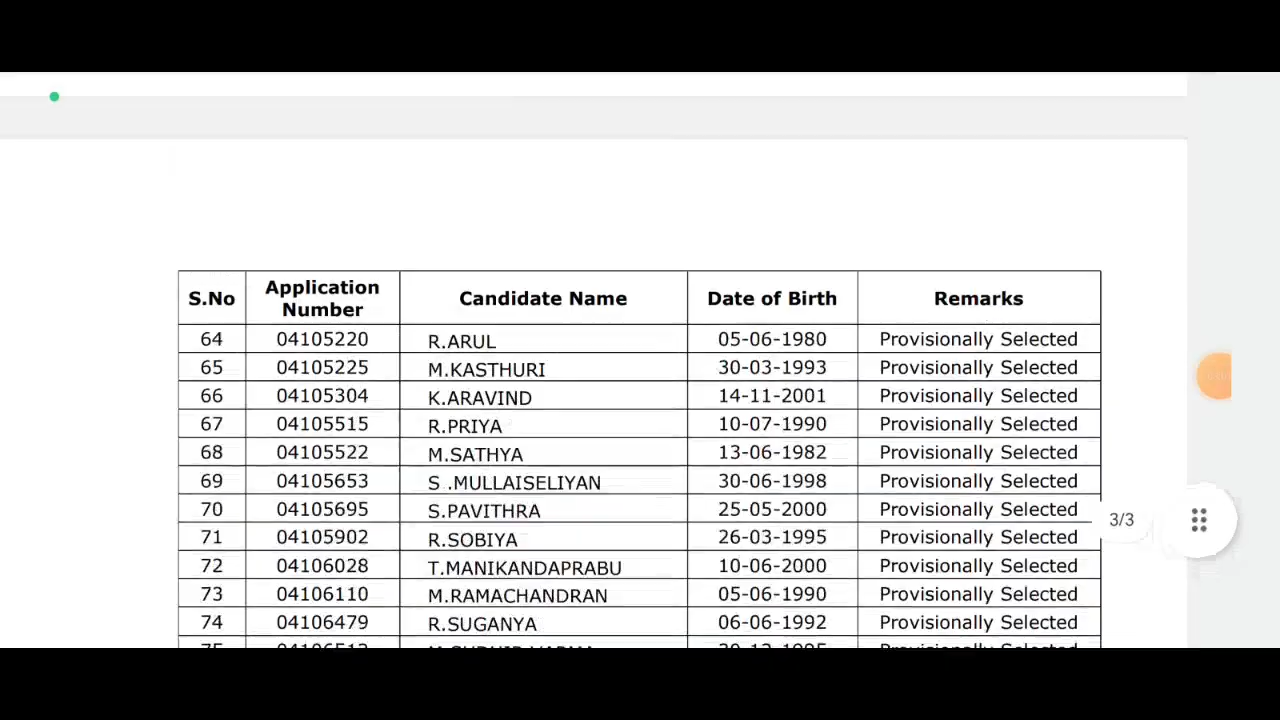 S.No Application Number Candidate Name Date of Birth Remarks
64 04105220 R.ARUL 05-06-1980 Provisionally Selected
65 04105225 M.KASTHURI 30-03-1993 Provisionally Selected
66 04105304 K.ARAVIND 14-11-2001 Provisionally Selected
67 04105515 R.PRIYA 10-07-1990 Provisionally Selected
68 04105522 M.SATHYA 13-06-1982 Provisionally Selected
69 04105653 S .MULLAISELIYAN 30-06-1998 Provisionally Selected
70 04105695 S.PAVITHRA 25-05-2000 Provisionally Selected
71 04105902 R.SOBIYA 26-03-1995 Provisionally Selected
3/3
72 04106028 T.MANIKANDAPRABU 10-06-2000 Provisionally Selected
73 04106110 M.RAMACHANDRAN 05-06-1990 Provisionally Selected
74 04106479 R.SUGANYA 06-06-1992 Provisionally Selected